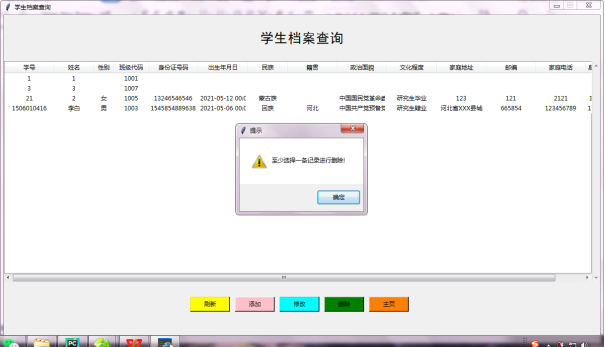 学生档案查询
学生档案查询
学号 姓名 性别 班级代码 身份证号码 出生年月日 民族 籍贯 政治面貌 文化程度 家庭地址 邮编 家庭电话
1 1 1001
3 3 1007
21 2 女 1005 13246546546 2021-05-12 00:0 蒙古族 中国国民党革命委 研究生毕业 123 121 2121 1
1506010416 李白 男 1003 1545854889638 2021-05-06 00:0 回族 河北 中国共产党预备党 研究生肄业 河北省XXX县城 665854 123456789 1
提示
至少选择一条记录进行删除!
确定
刷新 添加 修改 删除 主页